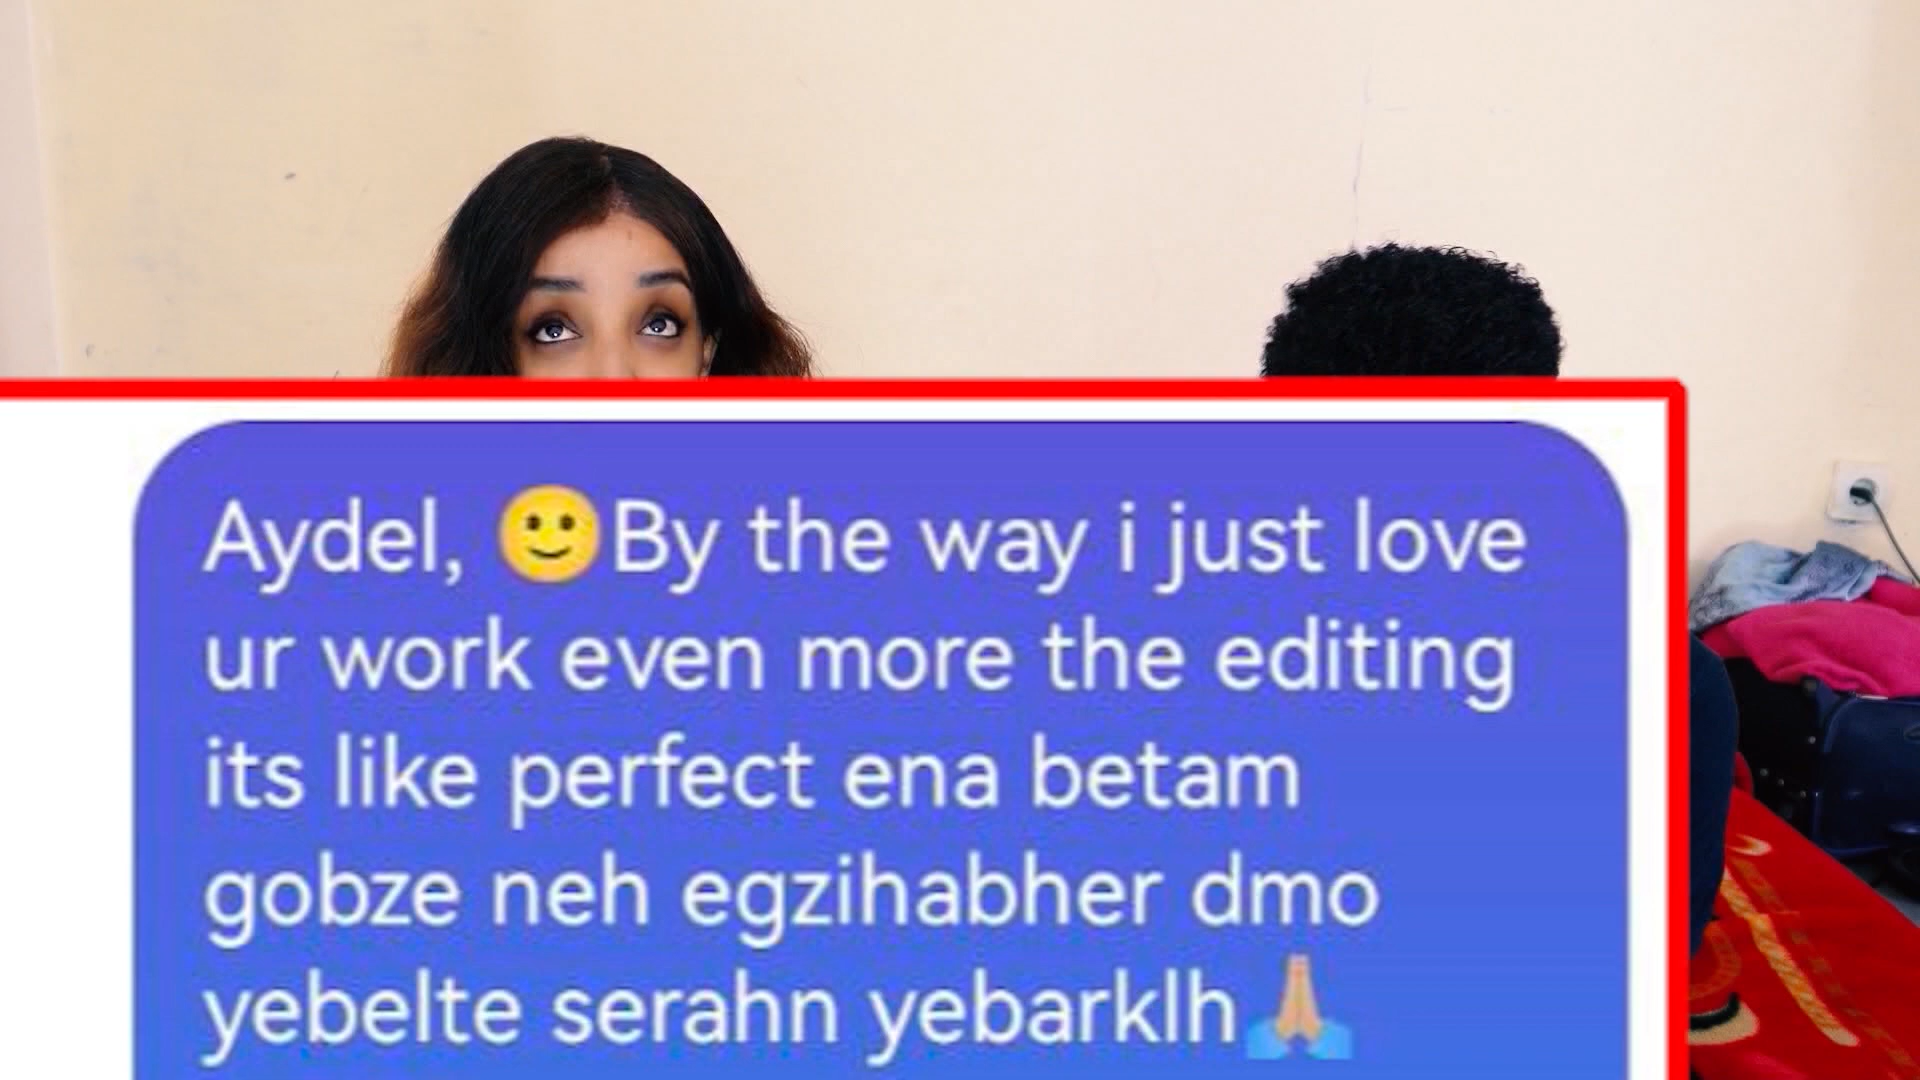 Aydel, 🙂By the way i just love
ur work even more the editing
its like perfect ena betam
gobze neh egzihabher dmo
yebelte serahn yebarklh🙏🏼